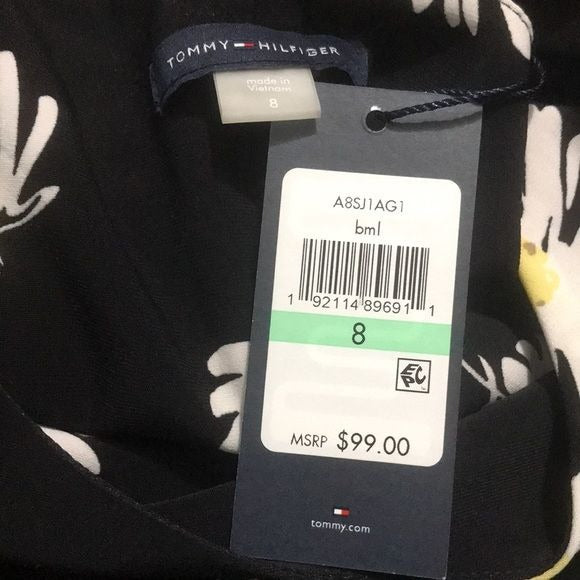 TOMMY HILFIGER
made in
Vietnam
8
A8SJ1AG1
bml
1 92114 89691 1
8
EPC
MSRP $99.00
tommy.com